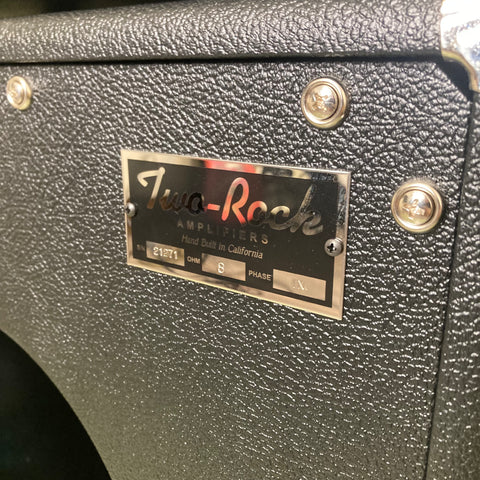 Two-Rock
AMPLIFIERS
Hand Built in California
S/N 21271 OHM 8 PHASE